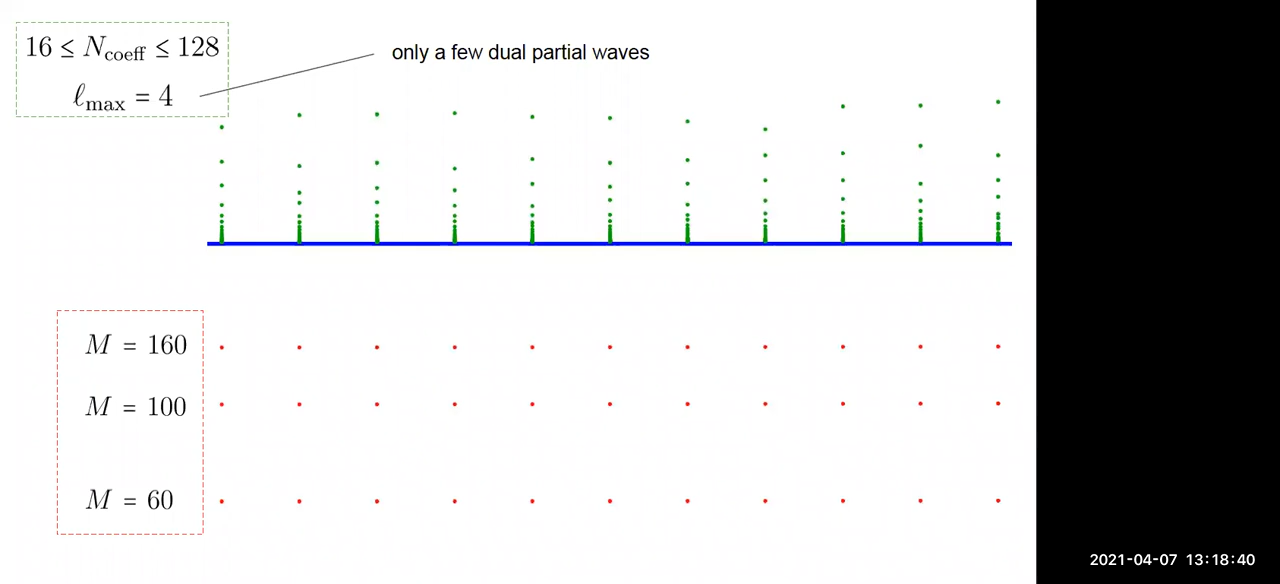 16 ≤ N_coeff ≤ 128
only a few dual partial waves
ℓ_max = 4
M = 160
M = 100
M = 60
2021-04-07 13:18:40